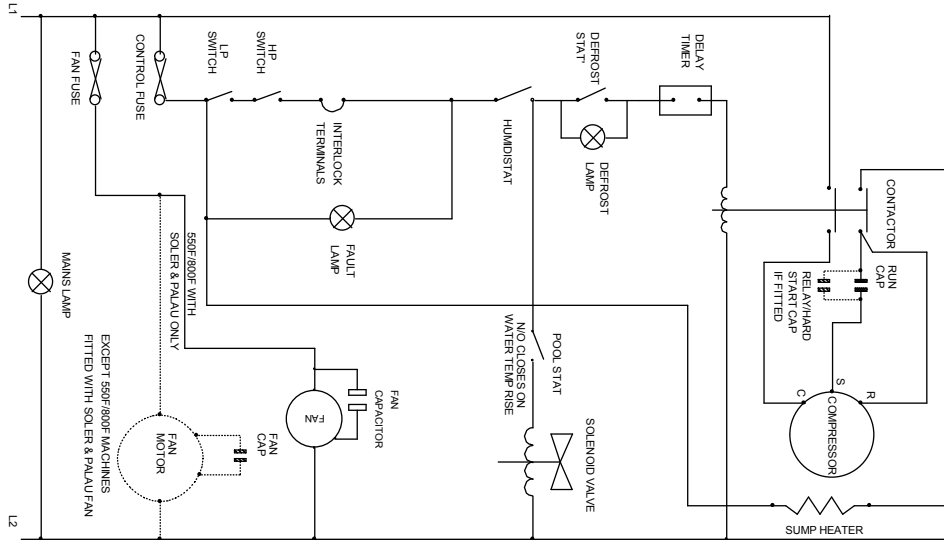 L1
FAN FUSE
CONTROL FUSE
LP
SWITCH
HP
SWITCH
INTERLOCK
TERMINALS
HUMIDISTAT
DEFROST
STAT'
DEFROST
LAMP
DELAY
TIMER
CONTACTOR
FAULT
LAMP
550F/800F WITH
SOLER & PALAU ONLY
MAINS LAMP
RUN
CAP
RELAY/HARD
START CAP
IF FITTED
POOL STAT
N/O CLOSES ON
WATER TEMP RISE
EXCEPT 550F/800F MACHINES
FITTED WITH SOLER & PALAU FAN
FAN
MOTOR
FAN
CAP
FAN
FAN
CAPACITOR
SOLENOID VALVE
S
R
C
COMPRESSOR
SUMP HEATER
L2